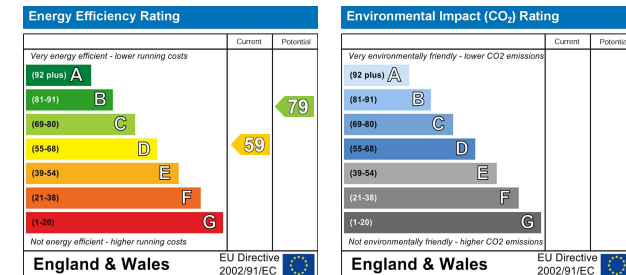 Energy Efficiency Rating
Current Potential
Very energy efficient - lower running costs
(92 plus) A
(81-91) B
79
(69-80) C
(55-68) D
59
(39-54) E
(21-38) F
(1-20) G
Not energy efficient - higher running costs
England & Wales
EU Directive
2002/91/EC
Environmental Impact (CO₂) Rating
Current Potential
Very environmentally friendly - lower CO2 emissions
(92 plus) A
(81-91) B
(69-80) C
(55-68) D
(39-54) E
(21-38) F
(1-20) G
Not environmentally friendly - higher CO2 emissions
England & Wales
EU Directive
2002/91/EC